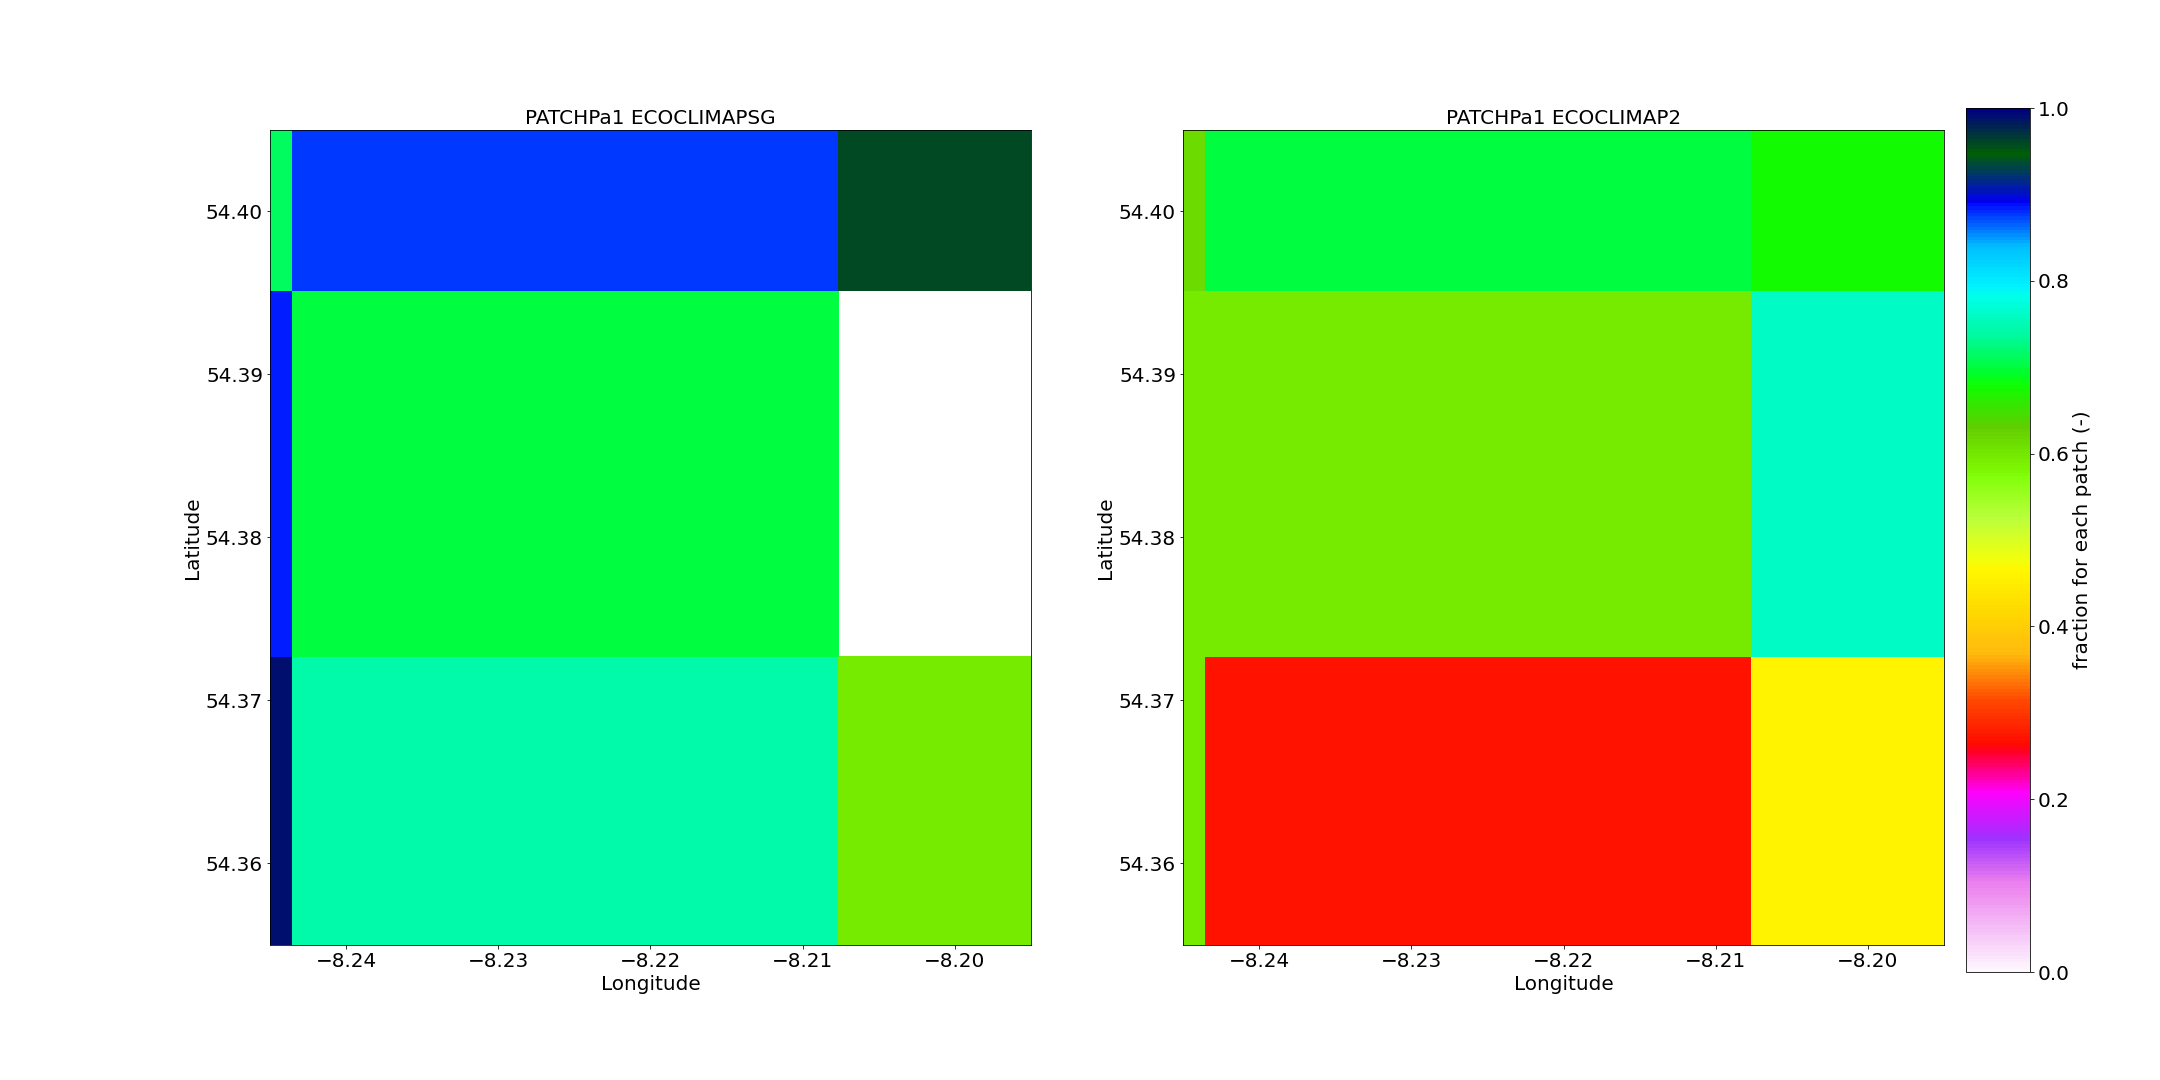 PATCHPa1 ECOCLIMAPSG
54.40
54.39
54.38
54.37
54.36
Latitude
−8.24 −8.23 −8.22 −8.21 −8.20
Longitude
PATCHPa1 ECOCLIMAP2
54.40
54.39
54.38
54.37
54.36
Latitude
−8.24 −8.23 −8.22 −8.21 −8.20
Longitude
1.0
0.8
0.6
0.4
0.2
0.0
fraction for each patch (-)